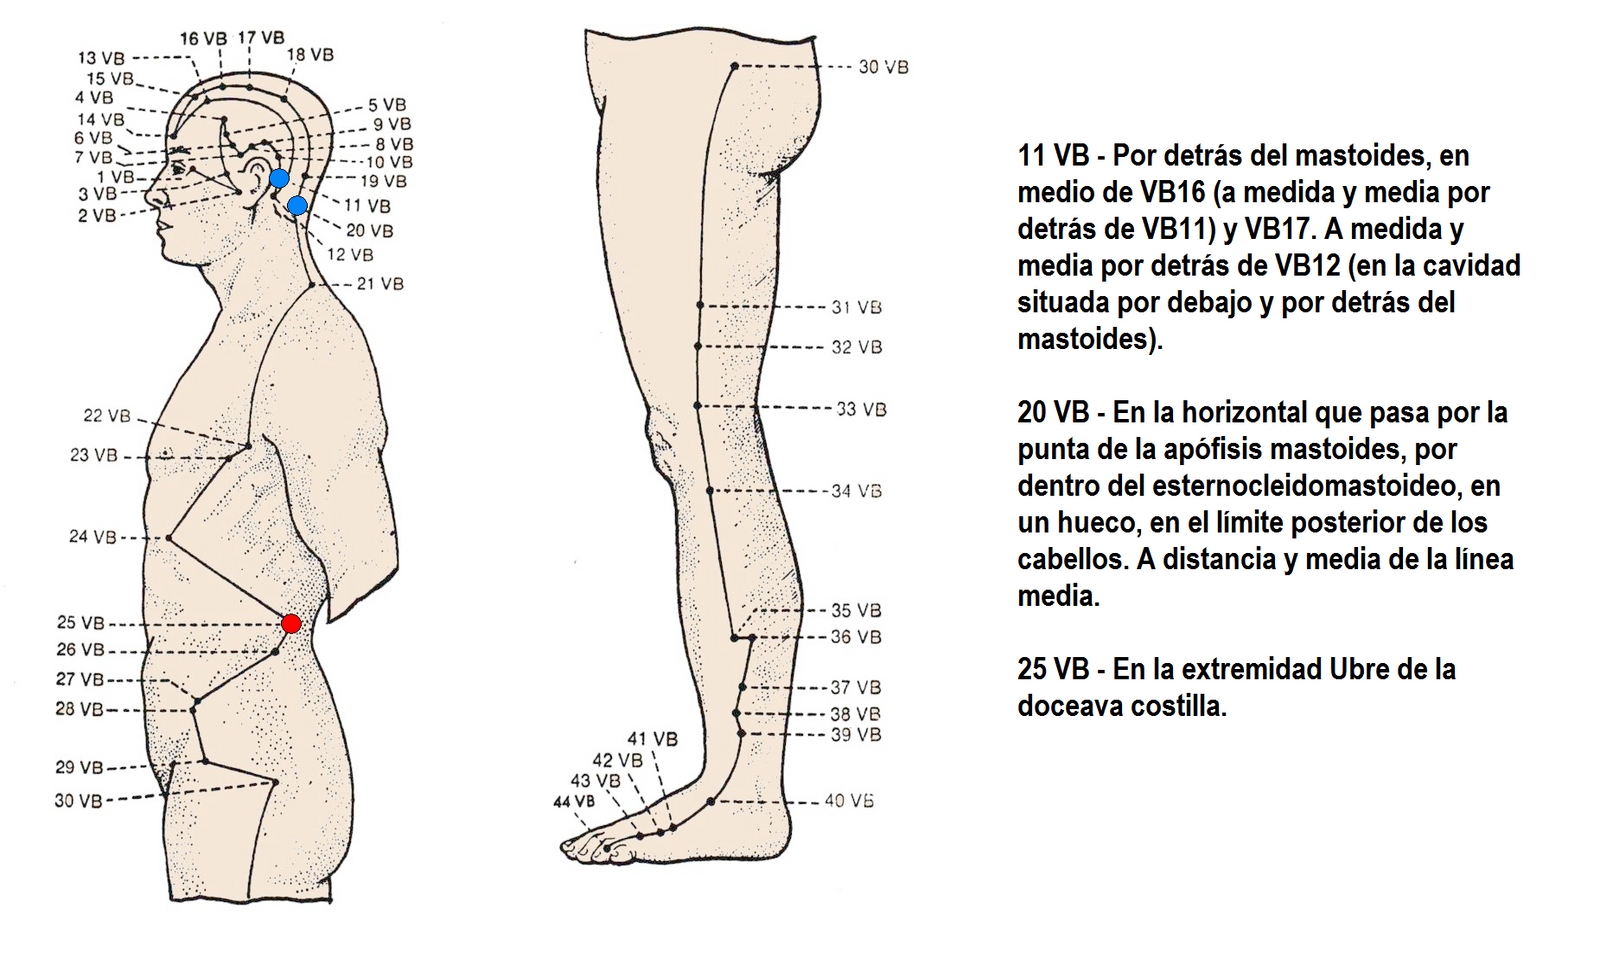 16 VB
17 VB
13 VB
18 VB
15 VB
4 VB
5 VB
14 VB
9 VB
6 VB
8 VB
7 VB
10 VB
1 VB
19 VB
3 VB
11 VB
2 VB
20 VB
12 VB
21 VB
22 VB
23 VB
24 VB
25 VB
26 VB
27 VB
28 VB
29 VB
30 VB
30 VB
31 VB
32 VB
33 VB
34 VB
35 VB
36 VB
37 VB
38 VB
39 VB
41 VB
42 VB
43 VB
44 VB
40 VB
11 VB - Por detrás del mastoides, en
medio de VB16 (a medida y media por
detrás de VB11) y VB17. A medida y
media por detrás de VB12 (en la cavidad
situada por debajo y por detrás del
mastoides).
20 VB - En la horizontal que pasa por la
punta de la apófisis mastoides, por
dentro del esternocleidomastoideo, en
un hueco, en el límite posterior de los
cabellos. A distancia y media de la línea
media.
25 VB - En la extremidad Ubre de la
doceava costilla.